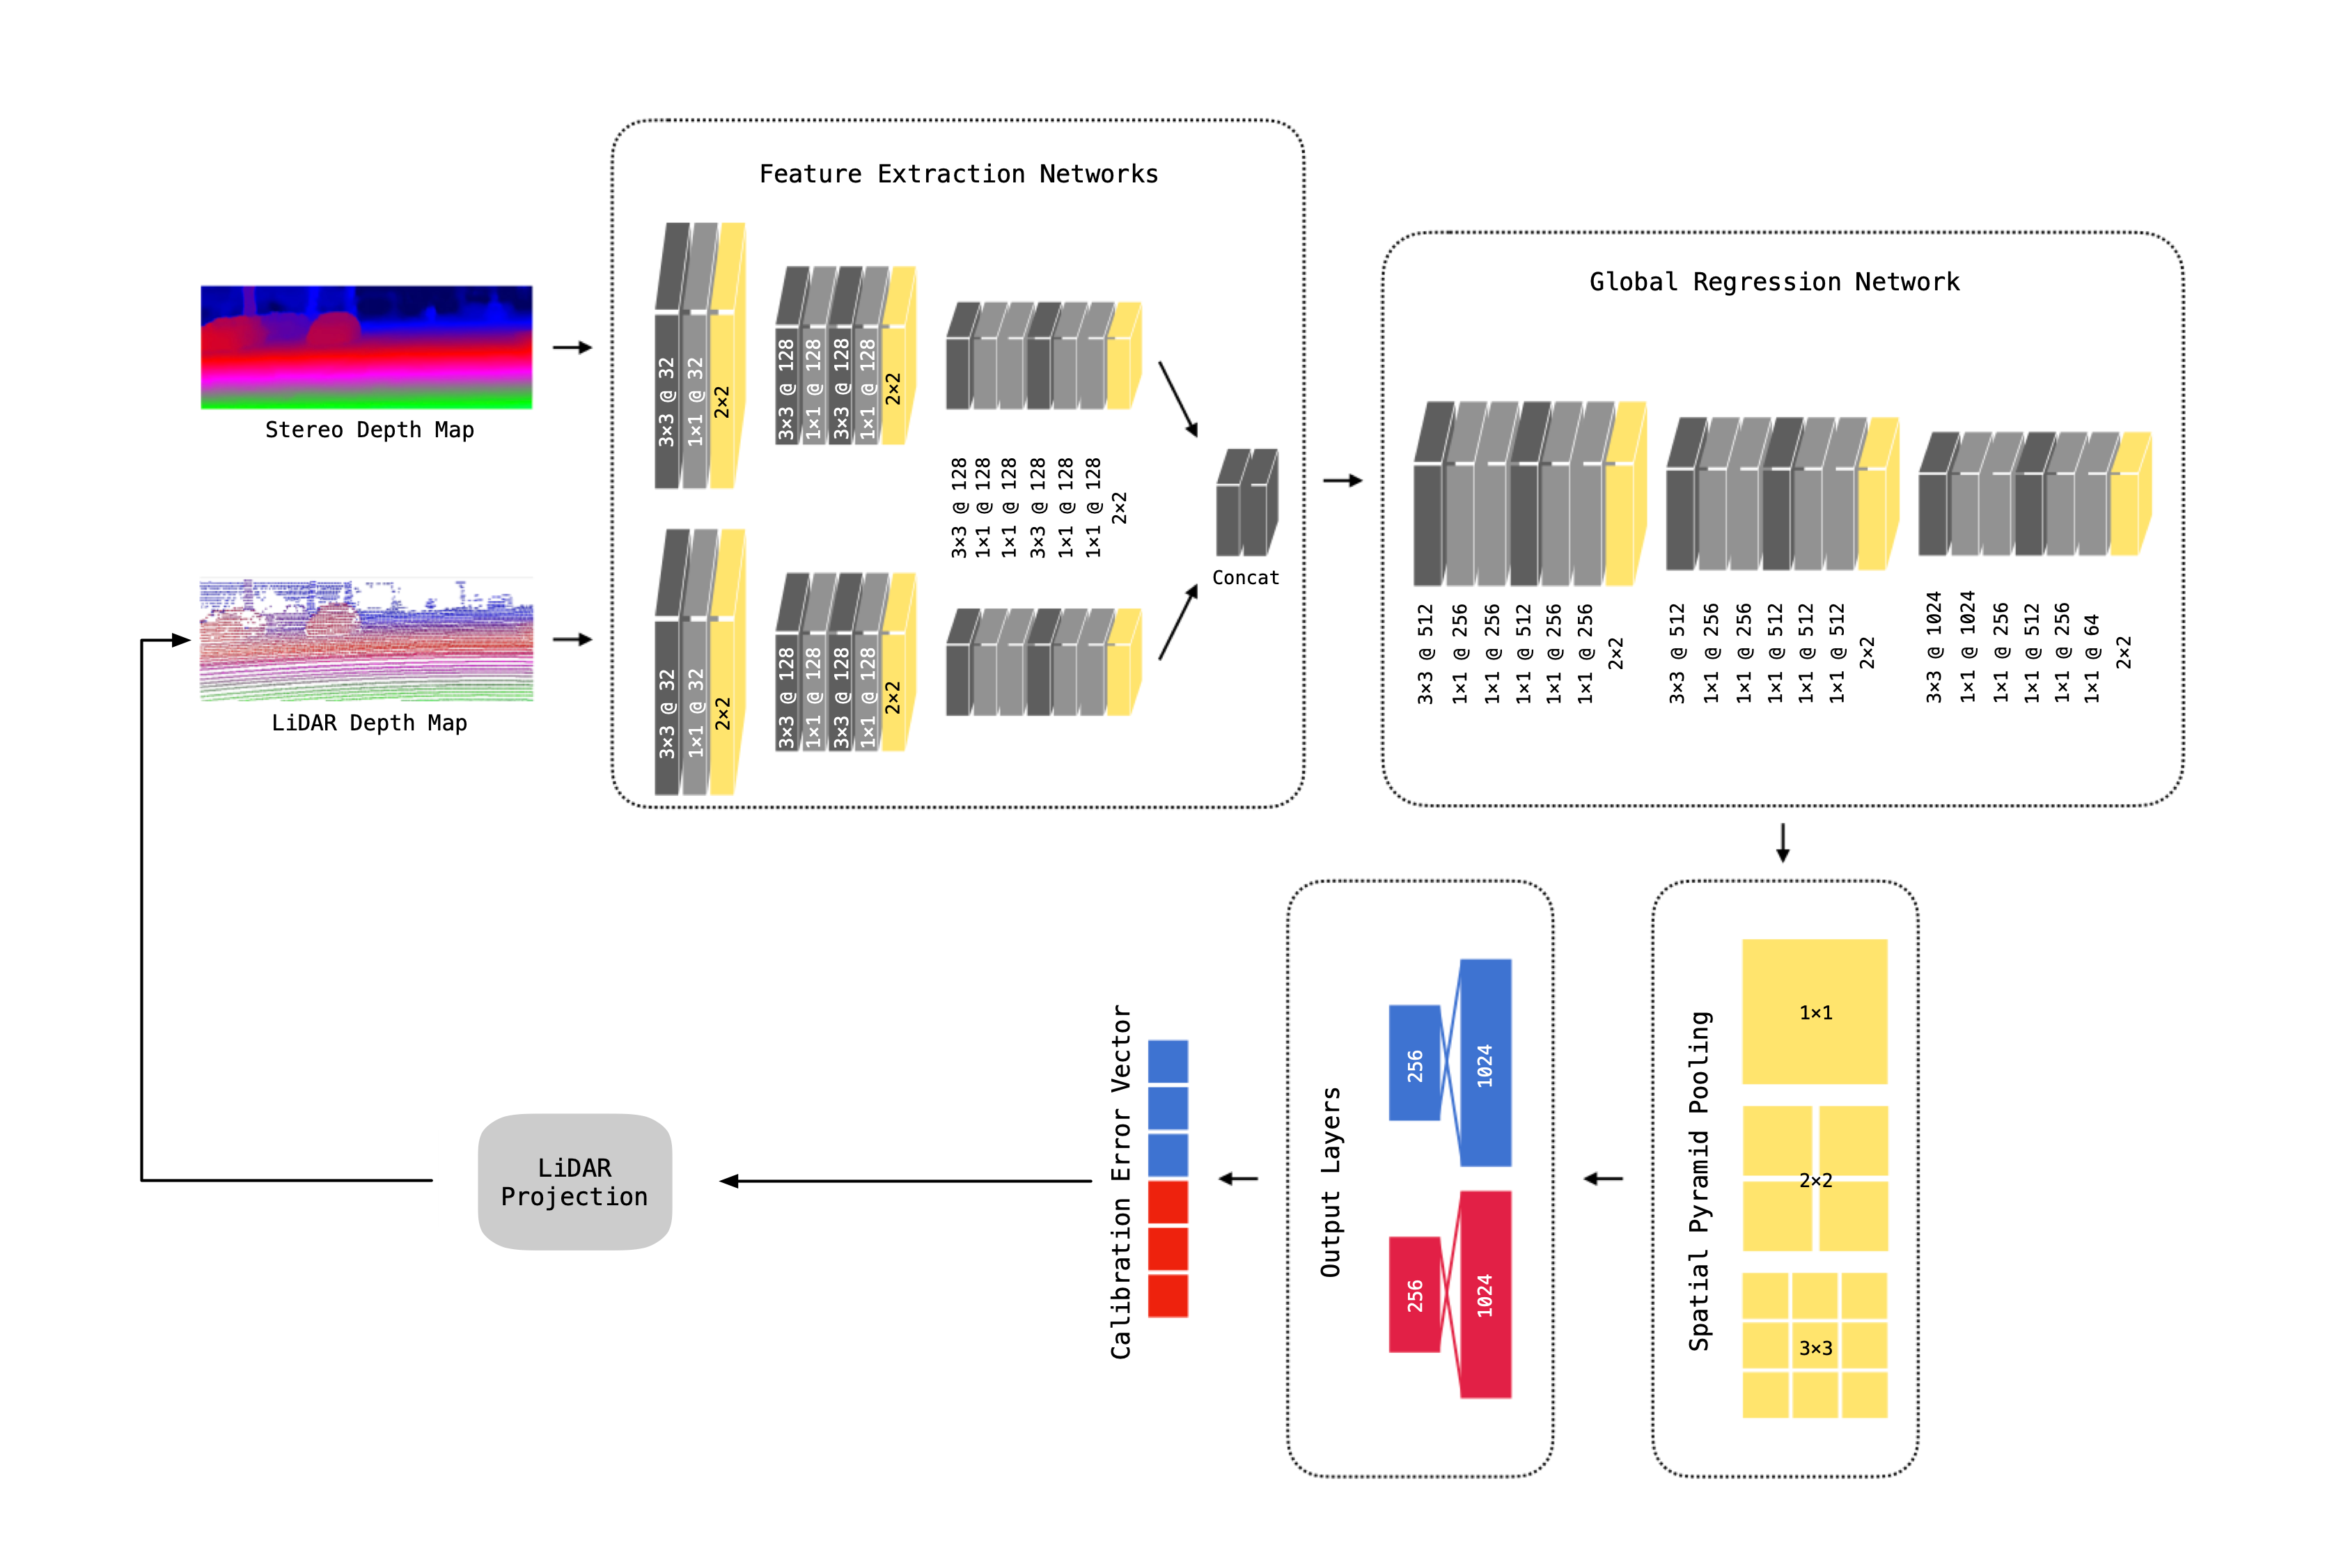 Feature Extraction Networks
3×3 @ 32
1×1 @ 32
2×2
3×3 @ 128
1×1 @ 128
3×3 @ 128
1×1 @ 128
2×2
Stereo Depth Map
3×3 @ 128
1×1 @ 128
1×1 @ 128
3×3 @ 128
1×1 @ 128
1×1 @ 128
2×2
3×3 @ 32
1×1 @ 32
2×2
3×3 @ 128
1×1 @ 128
3×3 @ 128
1×1 @ 128
2×2
LiDAR Depth Map
Concat
Global Regression Network
3×3 @ 512
1×1 @ 256
1×1 @ 256
1×1 @ 512
1×1 @ 256
1×1 @ 256
2×2
3×3 @ 512
1×1 @ 256
1×1 @ 256
1×1 @ 512
1×1 @ 512
1×1 @ 512
2×2
3×3 @ 1024
1×1 @ 1024
1×1 @ 256
1×1 @ 512
1×1 @ 256
1×1 @ 64
2×2
Spatial Pyramid Pooling
1×1
2×2
3×3
Output Layers
256
1024
256
1024
Calibration Error Vector
LiDAR
Projection